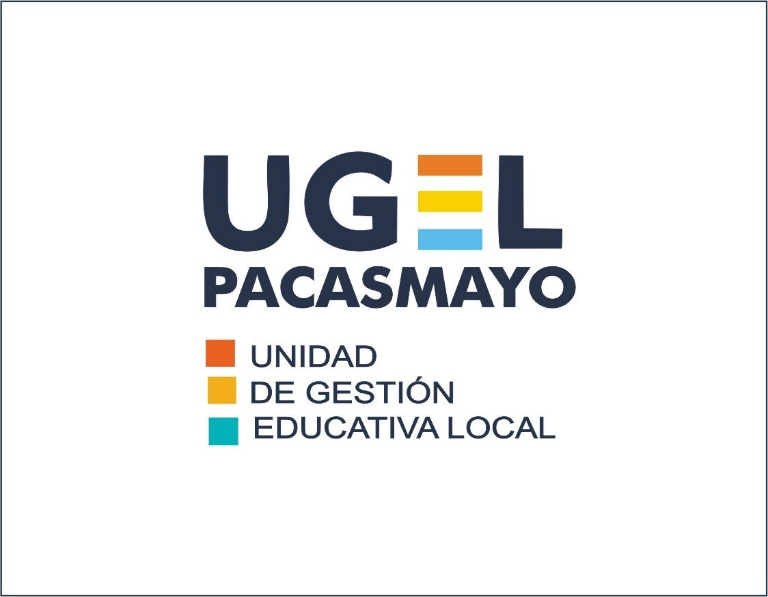 UGEL
PACASMAYO
UNIDAD
DE GESTIÓN
EDUCATIVA LOCAL